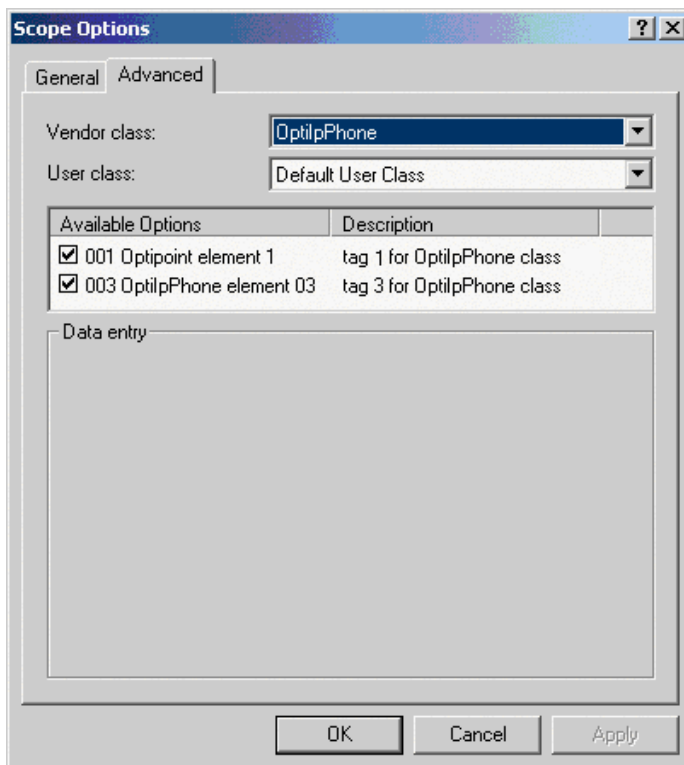 Scope Options
General Advanced
Vendor class: OptiIpPhone
User class: Default User Class
Available Options Description
001 Optipoint element 1 tag 1 for OptiIpPhone class
003 OptiIpPhone element 03 tag 3 for OptiIpPhone class
Data entry
OK Cancel Apply